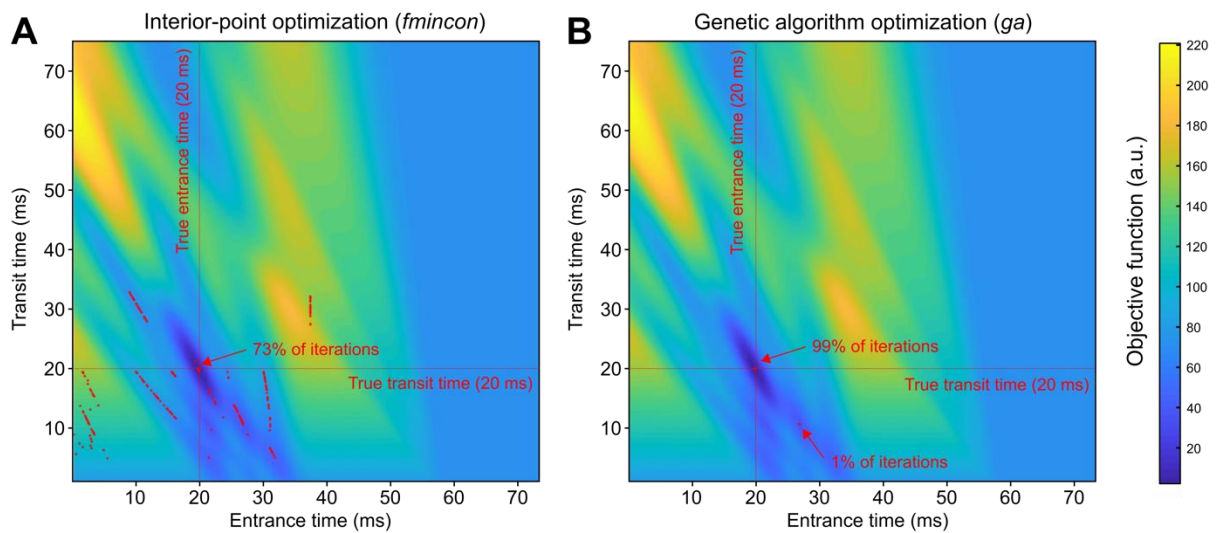 A
Interior-point optimization (fmincon)
70
60
50
40
30
20
10
Transit time (ms)
True entrance time (20 ms)
73% of iterations
True transit time (20 ms)
10
20
30
40
50
60
70
Entrance time (ms)
B
Genetic algorithm optimization (ga)
70
60
50
40
30
20
10
Transit time (ms)
True entrance time (20 ms)
99% of iterations
True transit time (20 ms)
1% of iterations
10
20
30
40
50
60
70
Entrance time (ms)
Objective function (a.u.)
220
200
180
160
140
120
100
80
60
40
20